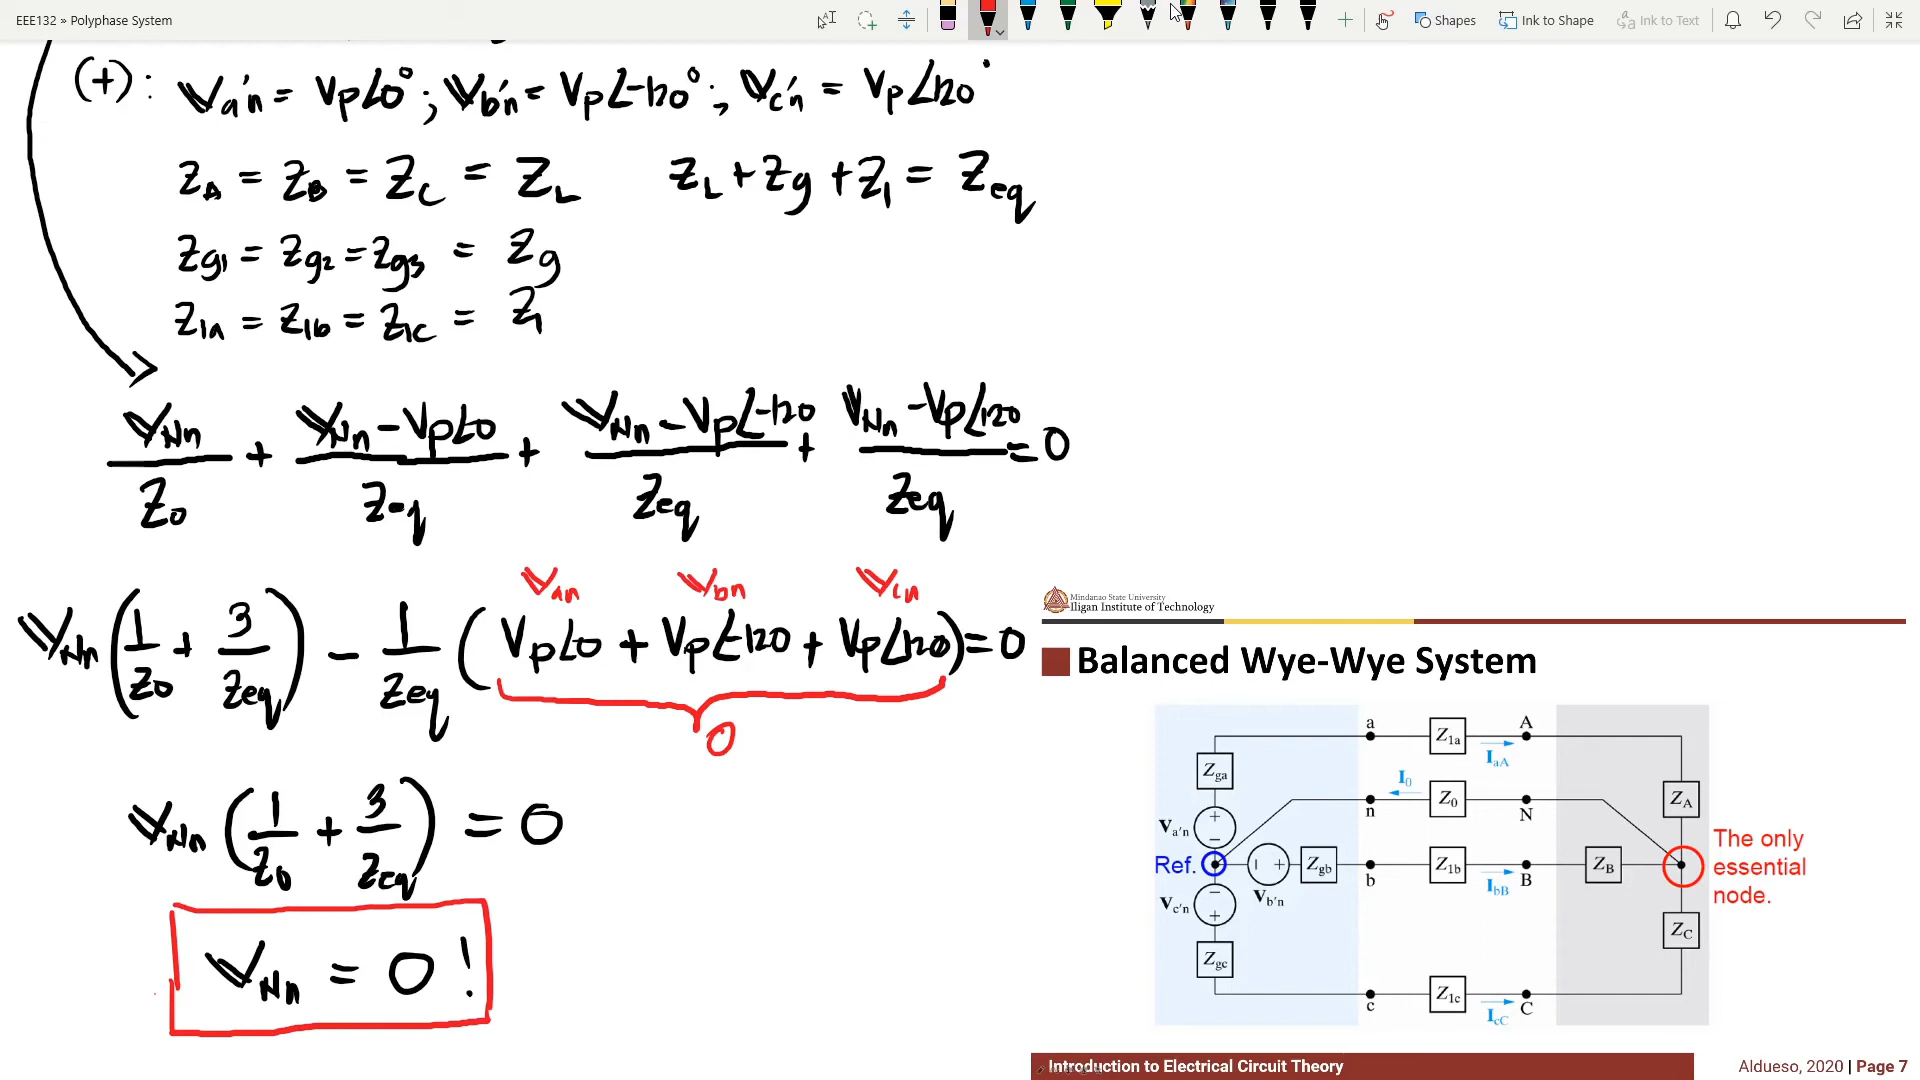 EEE132 » Polyphase System
Shapes
Ink to Shape
Ink to Text
(+): Va'n = Vp∠0°; Vb'n = Vp∠-120°; Vc'n = Vp∠120°
ZA = ZB = ZC = ZL    ZL + Zg + Z1 = Zeq
Zg1 = Zg2 = Zg3 = Zg
Z1a = Z1b = Z1c = Z1
VNn/Z0 + (VNn - Vp∠0)/Zeq + (VNn - Vp∠-120)/Zeq + (VNn - Vp∠120)/Zeq = 0
Van Vbn Vcn
VNn (1/Z0 + 3/Zeq) - 1/Zeq (Vp∠0 + Vp∠-120 + Vp∠120) = 0
0
VNn (1/Z0 + 3/Zeq) = 0
VNn = 0 !
Mindanao State University
Iligan Institute of Technology
Balanced Wye-Wye System
a Z1a A
IaA
Zga
I0
n Z0 N
ZA
Va'n + −
Ref.
− + Zgb b Z1b B ZB
IbB
Vb'n
The only
essential
node.
Vc'n − +
ZC
Zgc
c Z1c C
IcC
Introduction to Electrical Circuit Theory
Aldueso, 2020 | Page 7